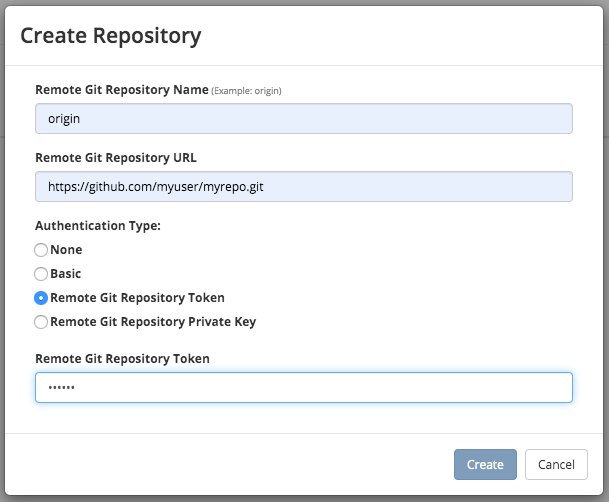 Create Repository
Remote Git Repository Name (Example: origin)
origin
Remote Git Repository URL
https://github.com/myuser/myrepo.git
Authentication Type:
None
Basic
Remote Git Repository Token
Remote Git Repository Private Key
Remote Git Repository Token
••••••
Create Cancel